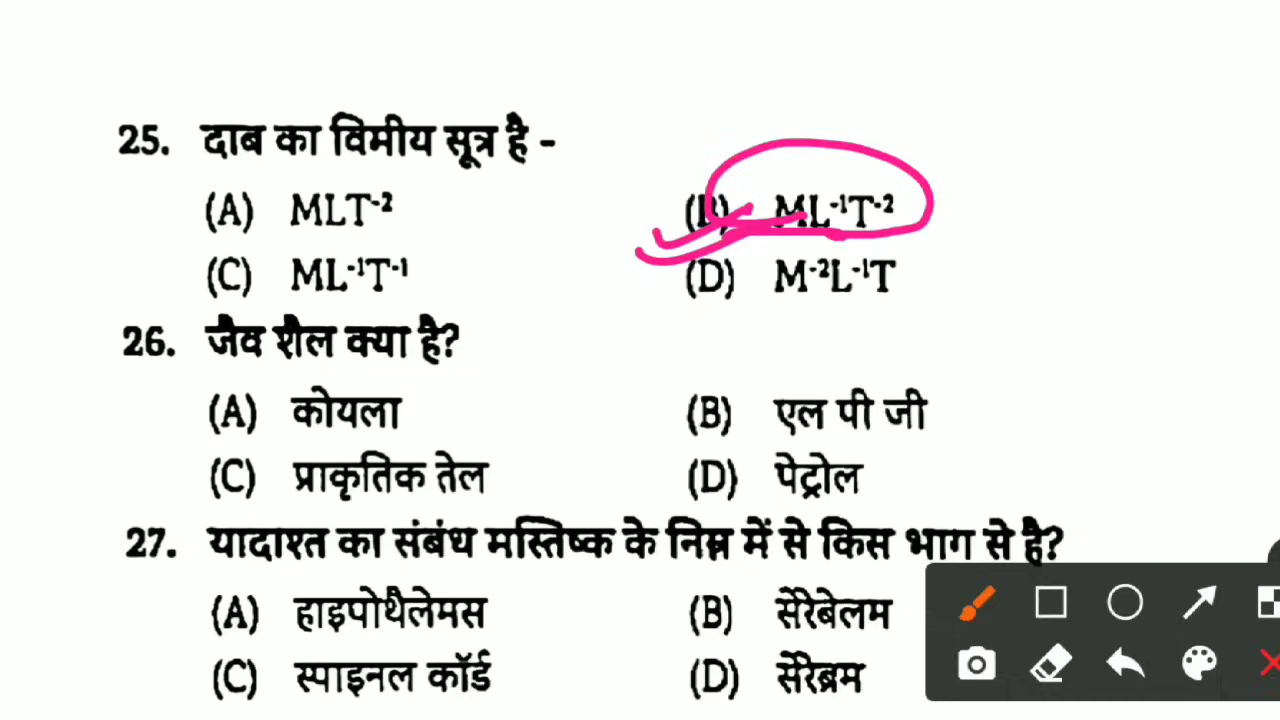 25. दाब का विमीय सूत्र है -
(A) MLT⁻² (B) ML⁻¹T⁻²
(C) ML⁻¹T⁻¹ (D) M⁻²L⁻¹T
26. जैव शैल क्या है?
(A) कोयला (B) एल पी जी
(C) प्राकृतिक तेल (D) पेट्रोल
27. यादाश्त का संबंध मस्तिष्क के निम्न में से किस भाग से है?
(A) हाइपोथैलेमस (B) सेरेबेलम
(C) स्पाइनल कॉर्ड (D) सेरेब्रम